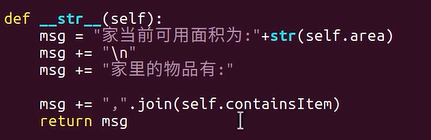 def __str__(self):
    msg = "家当前可用面积为:"+str(self.area)
    msg += "\n"
    msg += "家里的物品有:"

    msg += ",".join(self.containsItem)
    return msg